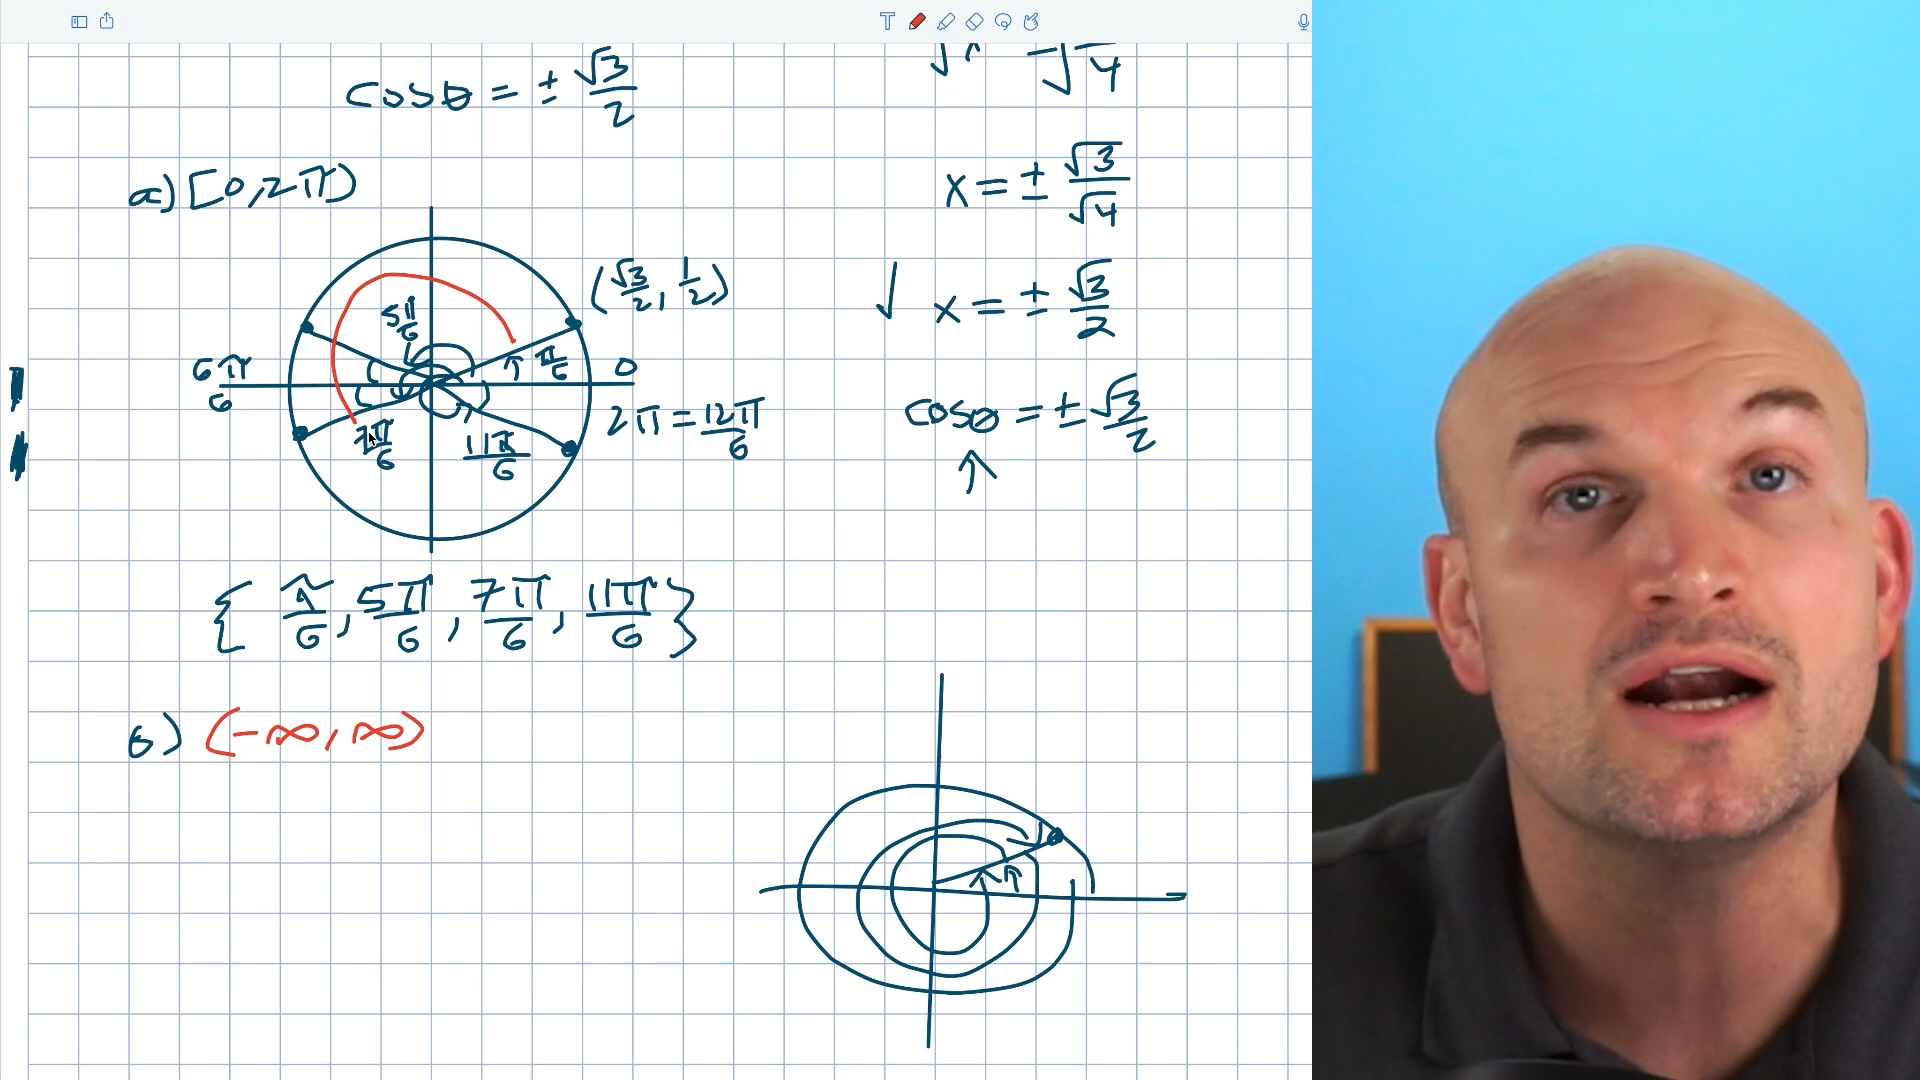 cosθ = ± √3/2
√4
a) [0, 2π)
x = ± √3/√4
(√3/2, 1/2)
x = ± √3/2
5π/6
π/6
6π/6
0
cosθ = ± √3/2
2π = 12π/6
7π/6
11π/6
{ π/6, 5π/6, 7π/6, 11π/6 }
b) (-∞, ∞)
π